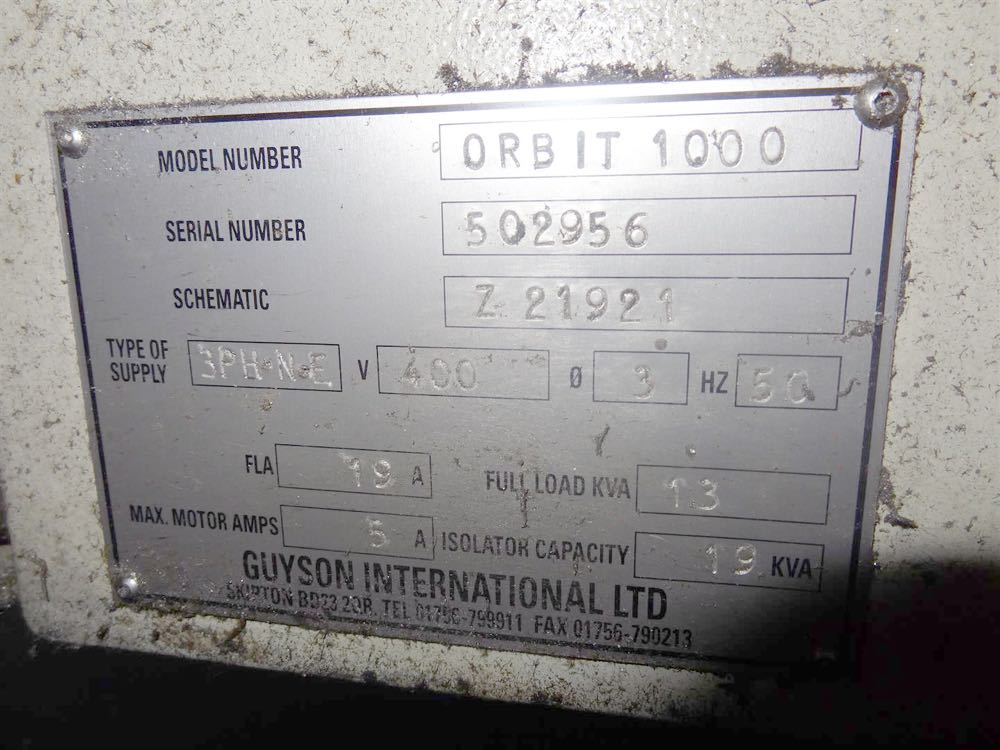 MODEL NUMBER ORBIT 1000
SERIAL NUMBER 502956
SCHEMATIC Z 21921
TYPE OF SUPPLY 3PH·N·E V 400 Ø 3 HZ 50
FLA 19 A FULL LOAD KVA 13
MAX. MOTOR AMPS 5 A ISOLATOR CAPACITY 19 KVA
GUYSON INTERNATIONAL LTD
SKIPTON BD23 2QR. TEL 01756-799911 FAX 01756-790213